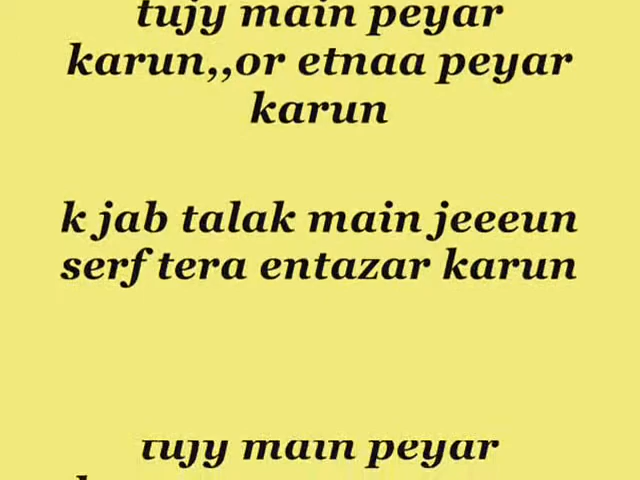 tujy main peyar
karun,,or etnaa peyar
karun
k jab talak main jeeeun
serf tera entazar karun
tujy main peyar